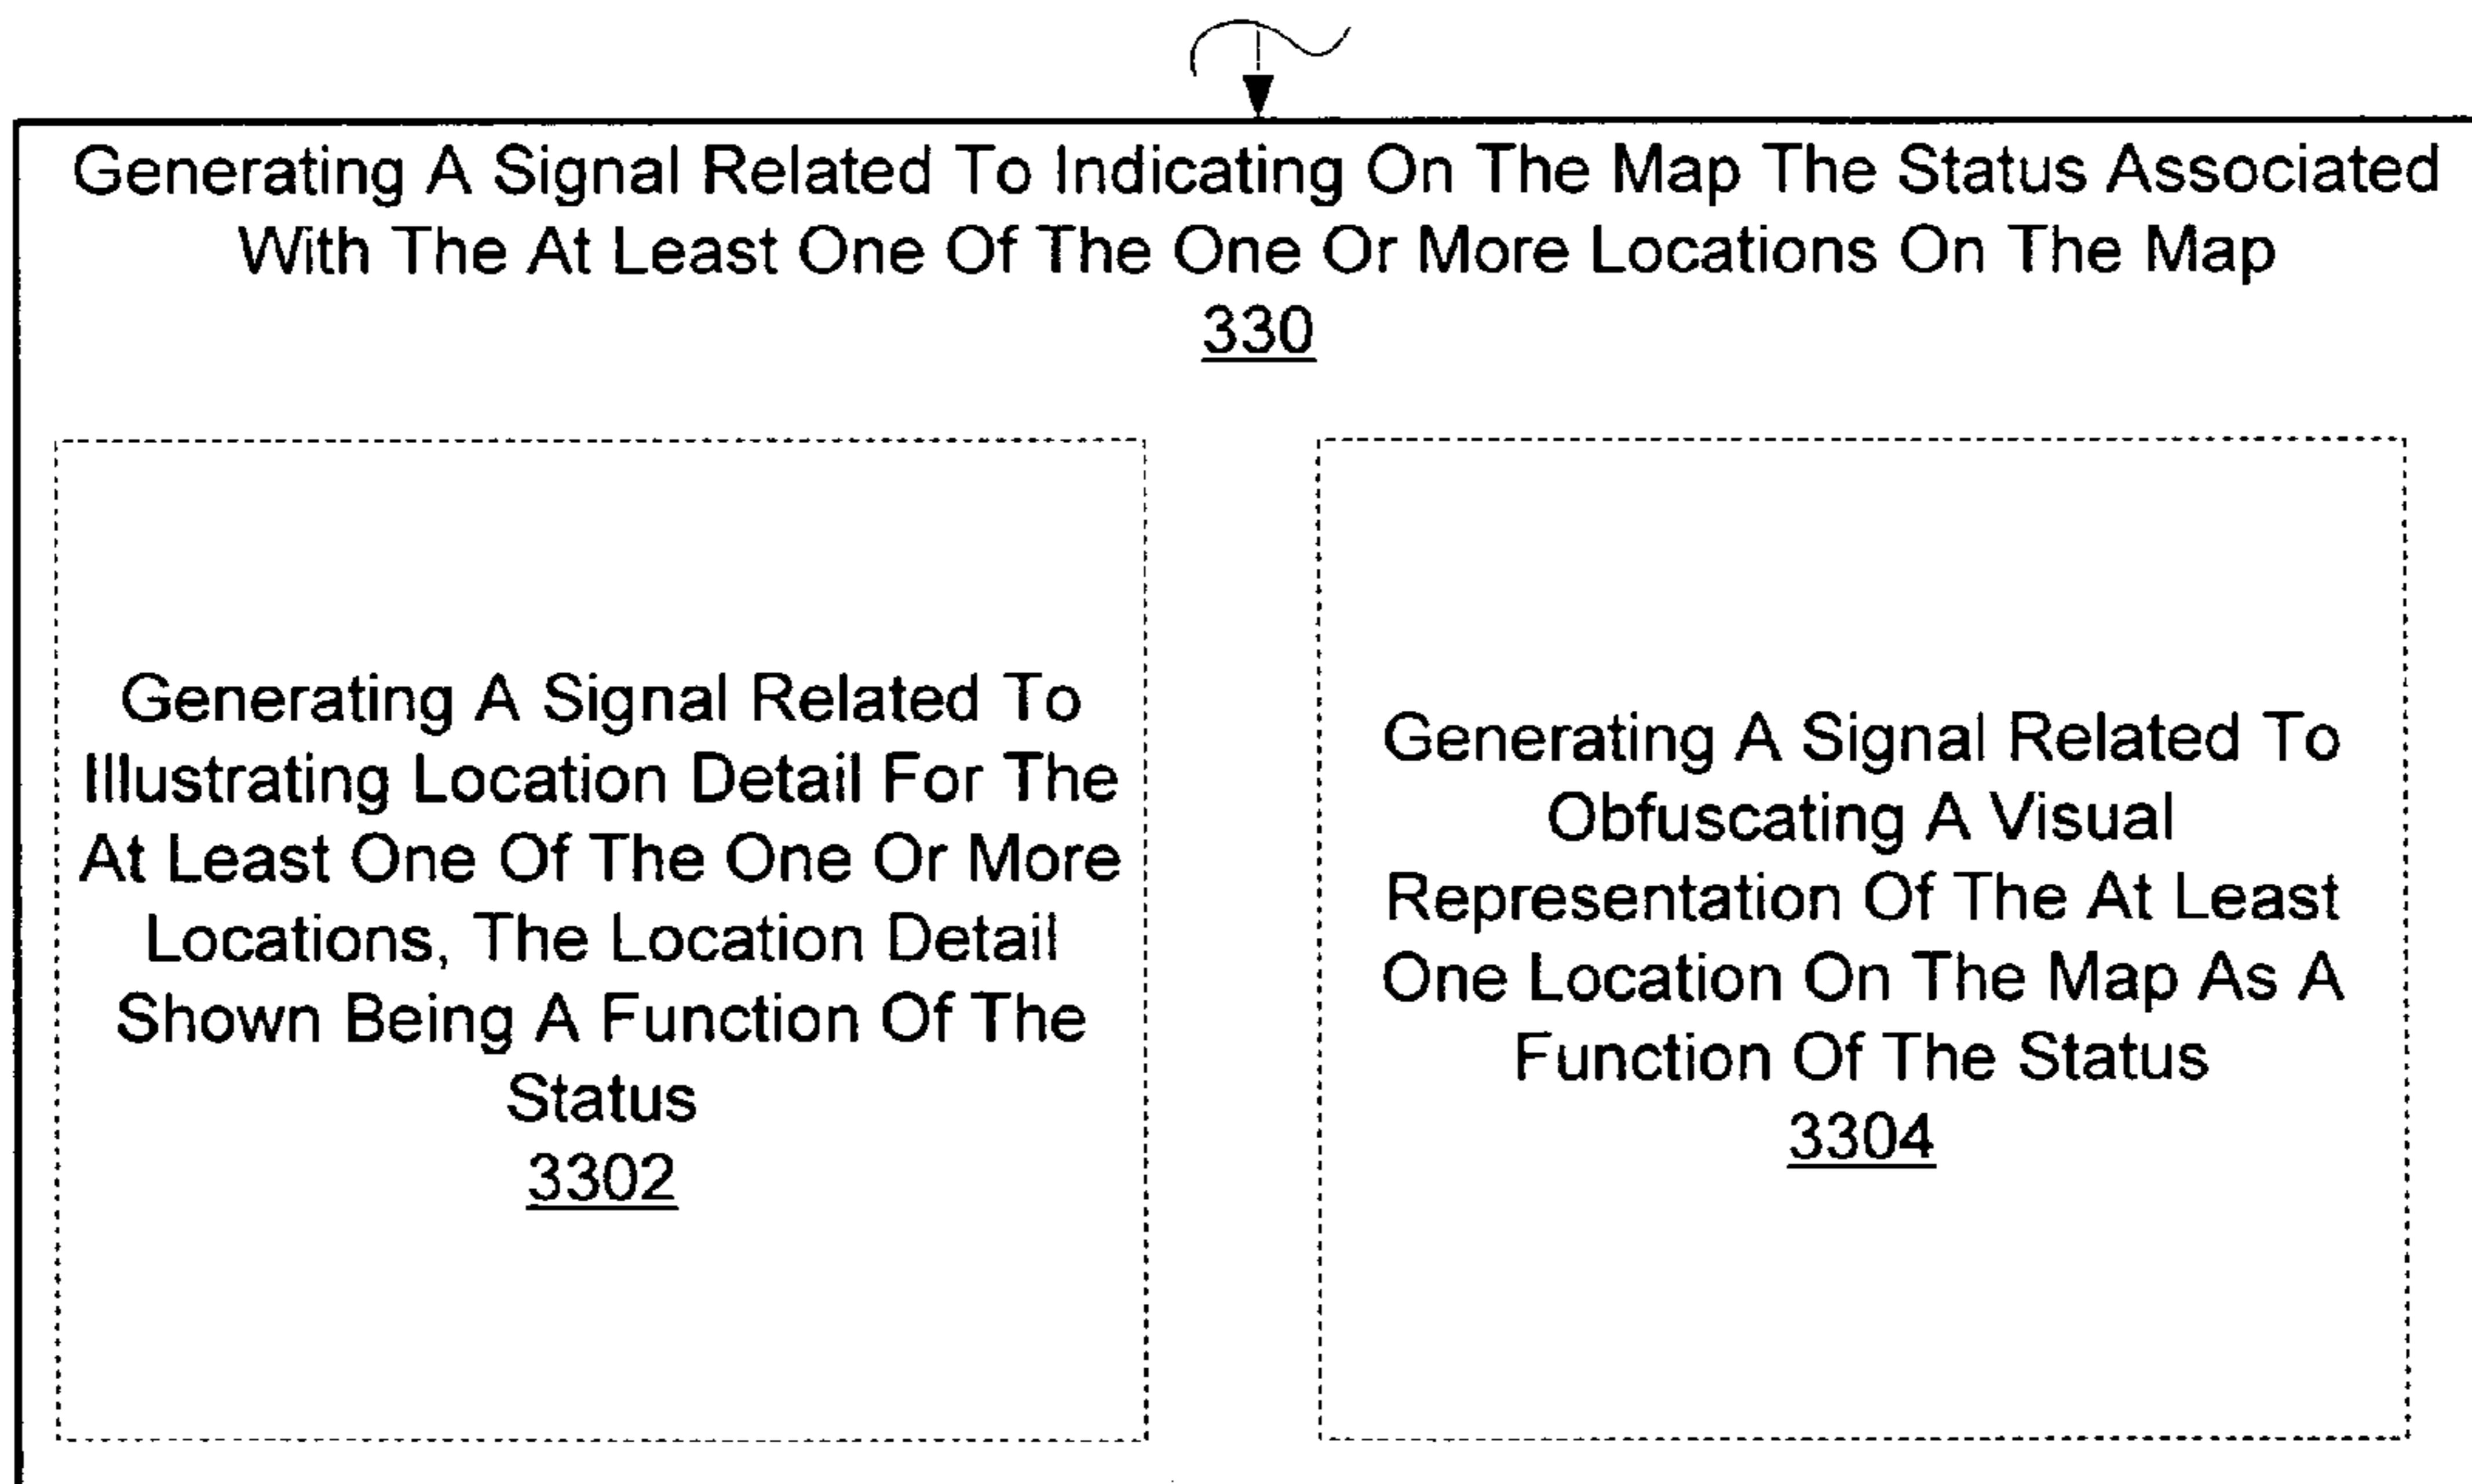 Generating A Signal Related To Indicating On The Map The Status Associated
With The At Least One Of The One Or More Locations On The Map
330
Generating A Signal Related To
Illustrating Location Detail For The
At Least One Of The One Or More
Locations, The Location Detail
Shown Being A Function Of The
Status
3302
Generating A Signal Related To
Obfuscating A Visual
Representation Of The At Least
One Location On The Map As A
Function Of The Status
3304